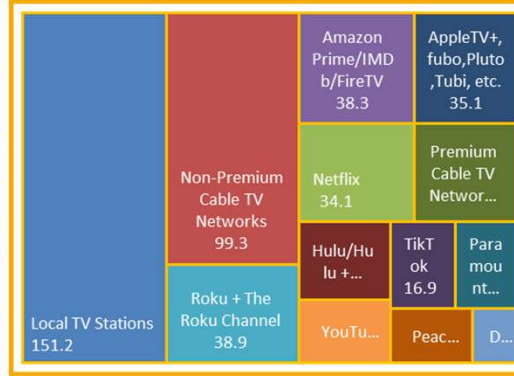 Local TV Stations
151.2
Non-Premium
Cable TV
Networks
99.3
Roku + The
Roku Channel
38.9
Amazon
Prime/IMD
b/FireTV
38.3
AppleTV+,
fubo,Pluto
,Tubi, etc.
35.1
Netflix
34.1
Premium
Cable TV
Networ...
Hulu/Hu
lu +...
TikT
ok
16.9
Para
mou
nt...
YouTu...
Peac...
D...